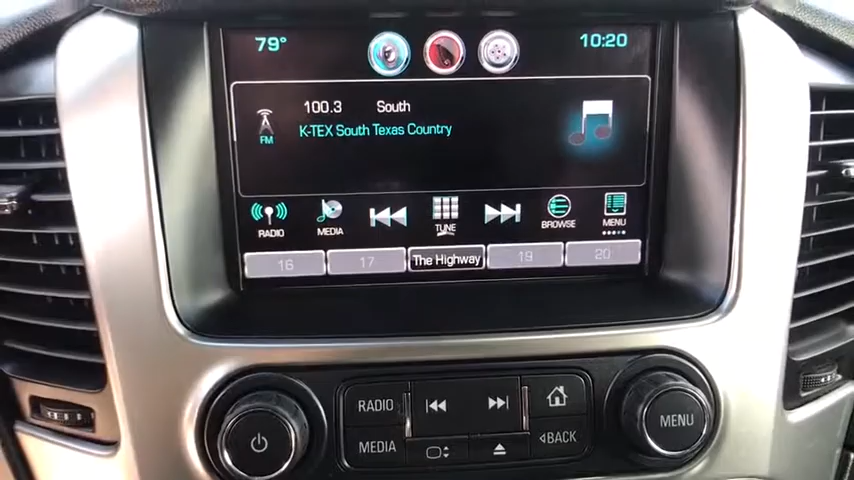 79° 10:20
100.3 South
FM K-TEX South Texas Country
RADIO MEDIA TUNE BROWSE MENU
16 17 The Highway 19 20
RADIO
MENU
MEDIA BACK